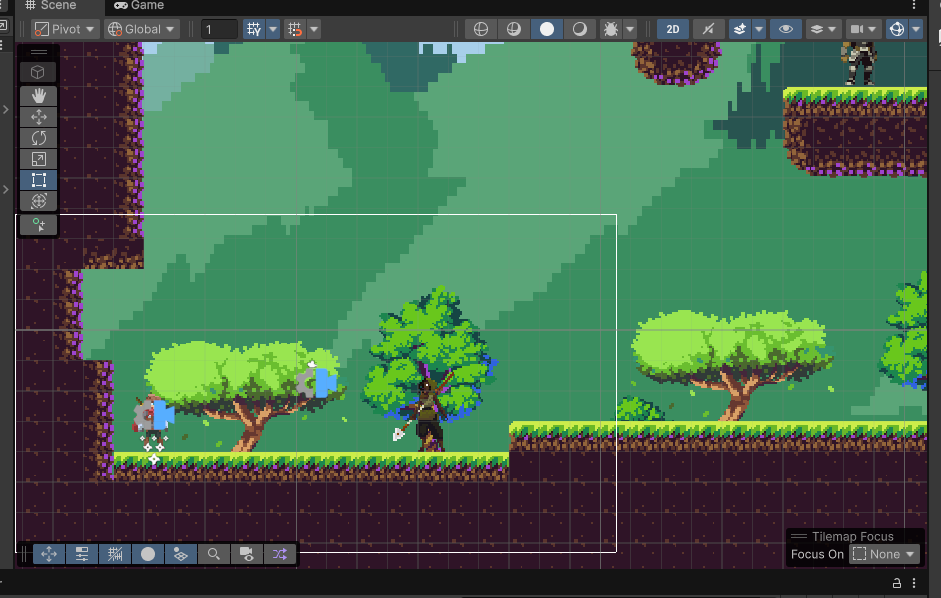 Scene Game
Pivot Global 1 2D
Tilemap Focus
Focus On None